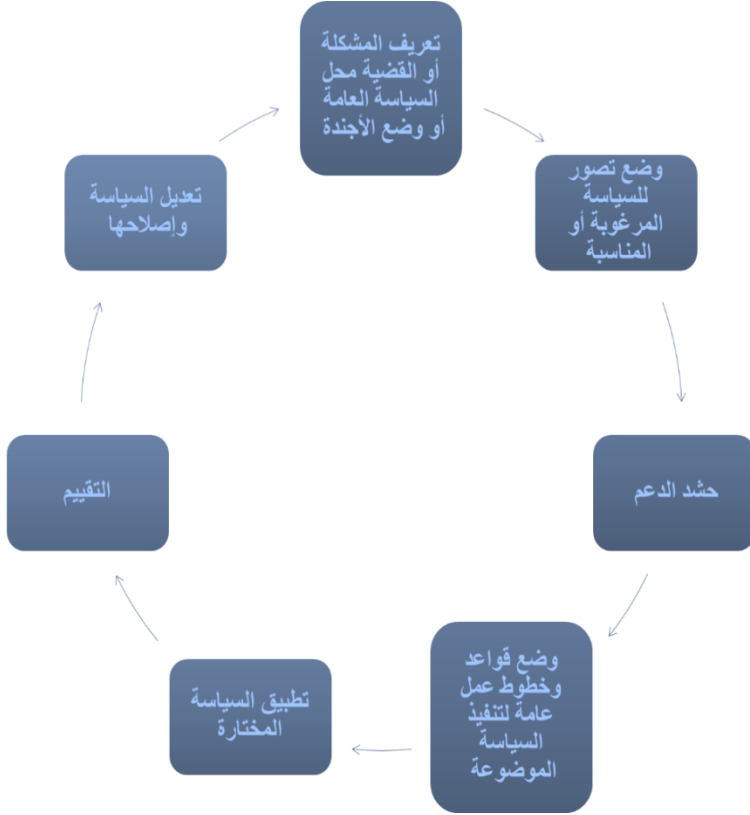 تعريف المشكلة
أو القضية محل
السياسة العامة
أو وضع الأجندة
وضع تصور
للسياسة
المرغوبة أو
المناسبة
حشد الدعم
وضع قواعد
وخطوط عمل
عامة لتنفيذ
السياسة
الموضوعة
تطبيق السياسة
المختارة
التقييم
تعديل السياسة
وإصلاحها